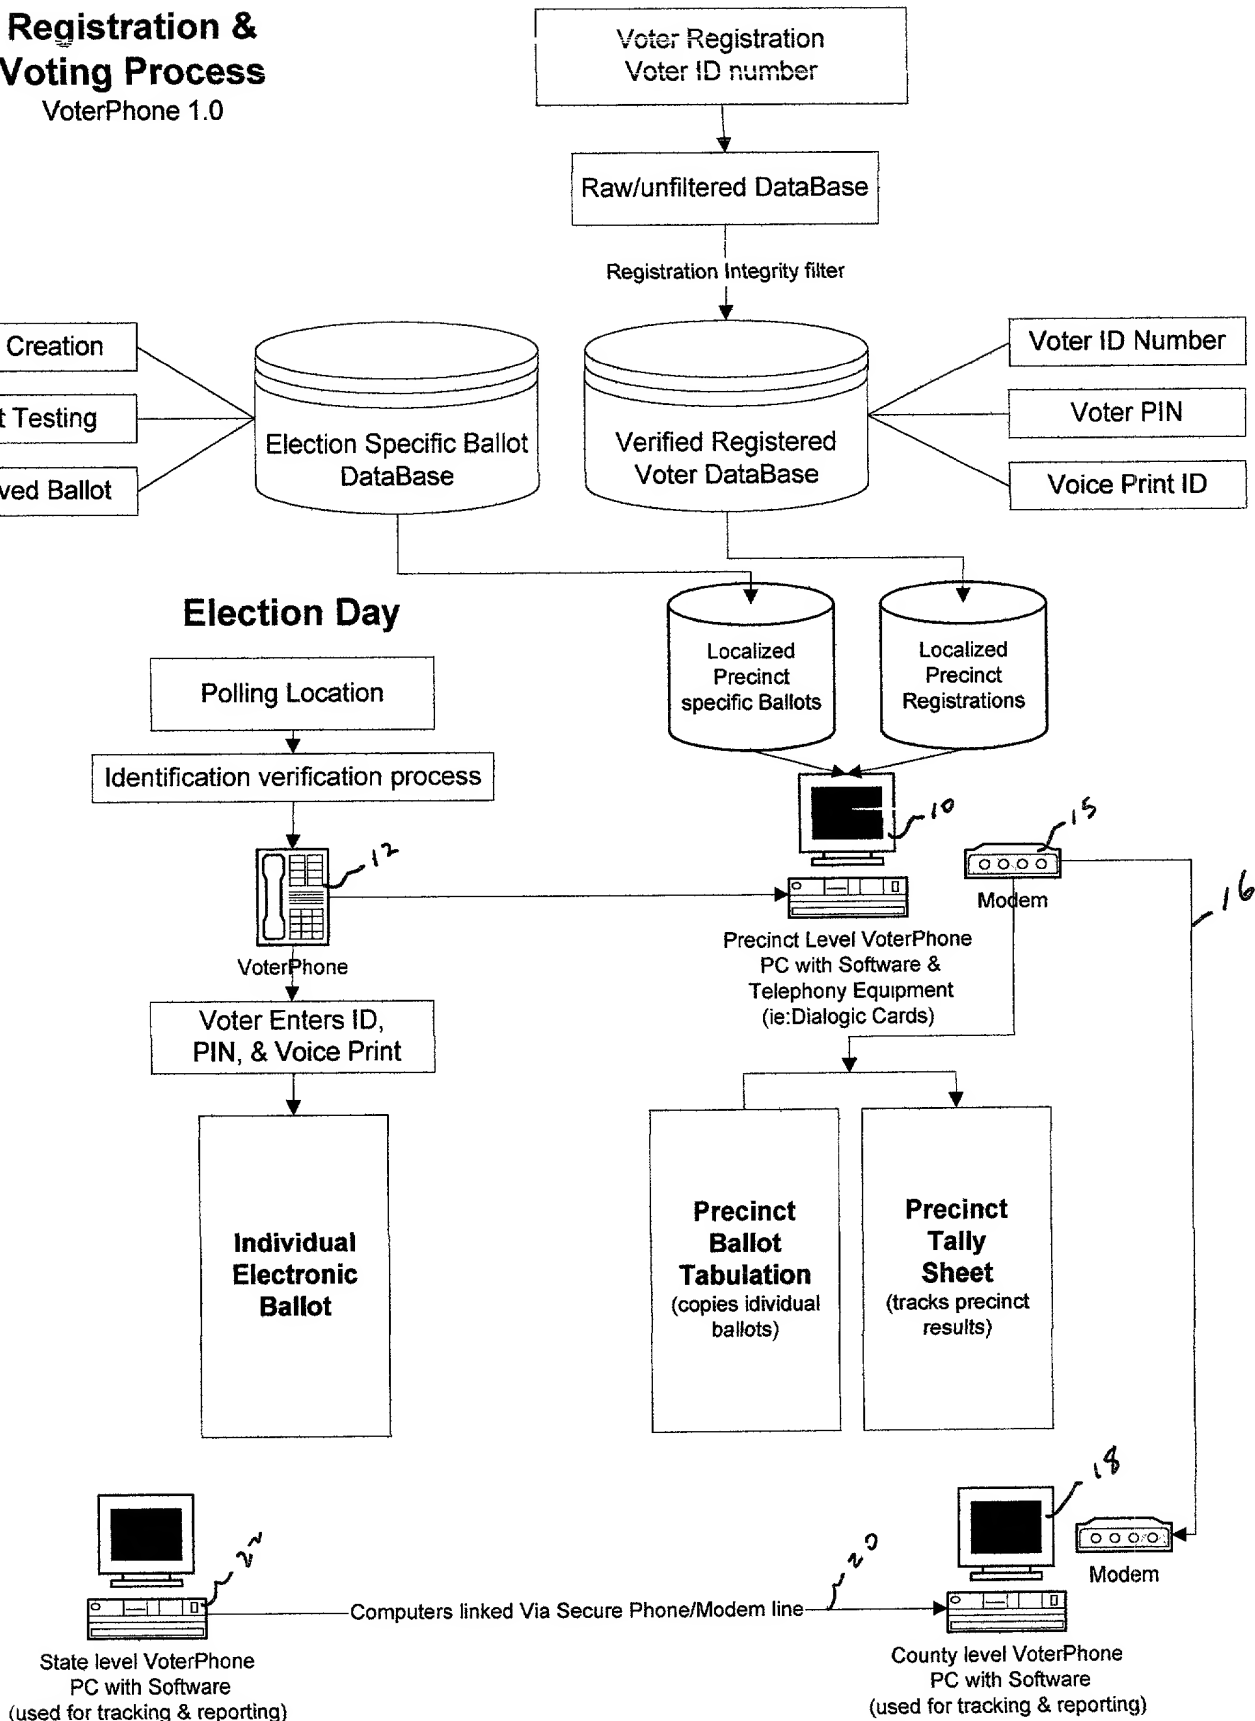 Registration &
Voting Process
VoterPhone 1.0
Voter Registration
Voter ID number
Raw/unfiltered DataBase
Registration Integrity filter
Creation
t Testing
ved Ballot
Election Specific Ballot
DataBase
Verified Registered
Voter DataBase
Voter ID Number
Voter PIN
Voice Print ID
Election Day
Polling Location
Identification verification process
12
VoterPhone
Voter Enters ID,
PIN, & Voice Print
Individual
Electronic
Ballot
Localized
Precinct
specific Ballots
Localized
Precinct
Registrations
10
15
Modem
16
Precinct Level VoterPhone
PC with Software &
Telephony Equipment
(ie:Dialogic Cards)
Precinct
Ballot
Tabulation
(copies idividual
ballots)
Precinct
Tally
Sheet
(tracks precinct
results)
22
State level VoterPhone
PC with Software
(used for tracking & reporting)
Computers linked Via Secure Phone/Modem line
20
18
Modem
County level VoterPhone
PC with Software
(used for tracking & reporting)